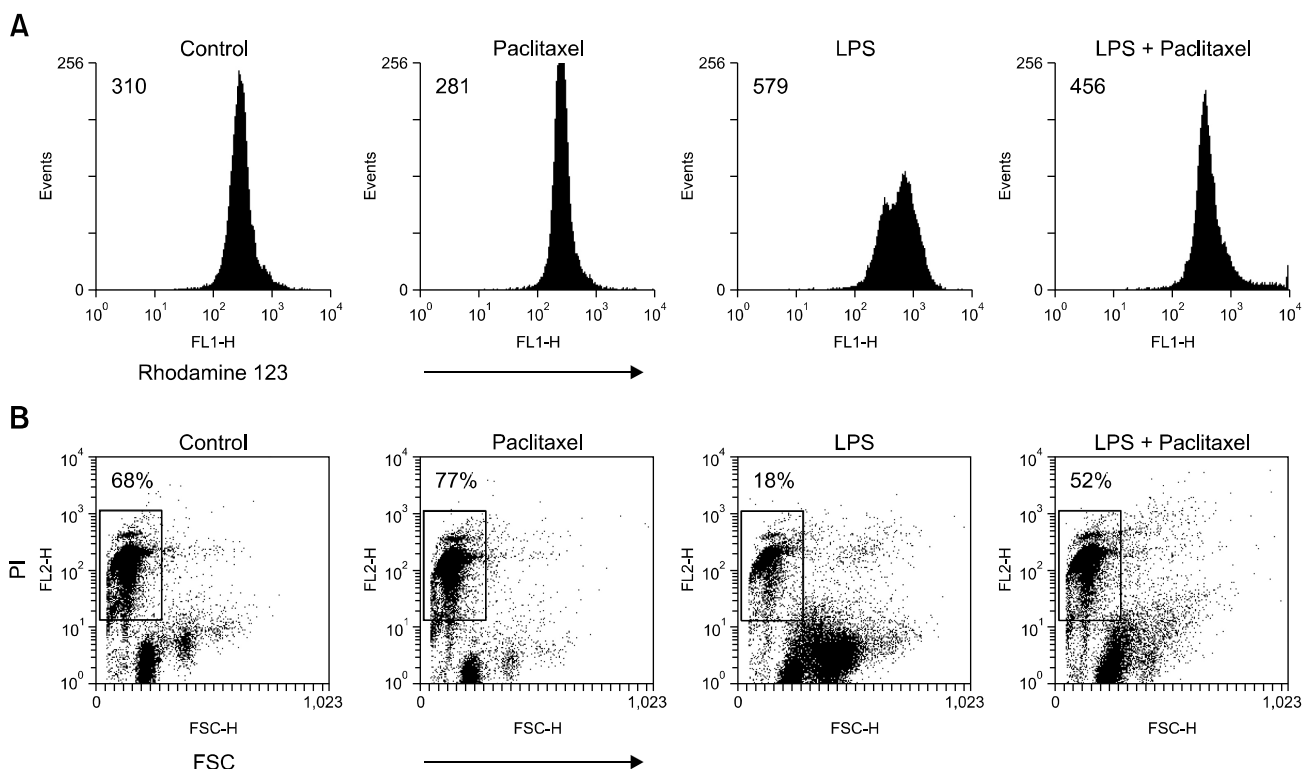 A
Control Paclitaxel LPS LPS + Paclitaxel
256 256 256 256
310 281 579 456
Events Events Events Events
0 0 0 0
10^0 10^1 10^2 10^3 10^4 10^0 10^1 10^2 10^3 10^4 10^0 10^1 10^2 10^3 10^4 10^0 10^1 10^2 10^3 10^4
FL1-H FL1-H FL1-H FL1-H
Rhodamine 123
B
Control Paclitaxel LPS LPS + Paclitaxel
10^4 10^4 10^4 10^4
68% 77% 18% 52%
10^3 10^3 10^3 10^3
PI FL2-H FL2-H FL2-H FL2-H
10^2 10^2 10^2 10^2
10^1 10^1 10^1 10^1
10^0 10^0 10^0 10^0
0 1,023 0 1,023 0 1,023 0 1,023
FSC-H FSC-H FSC-H FSC-H
FSC